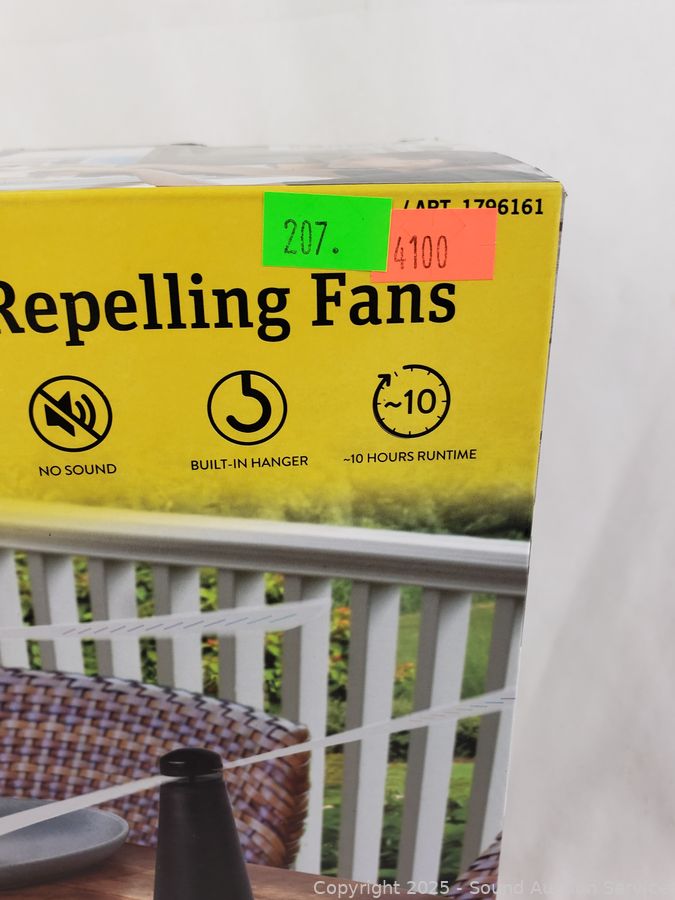 / ART. 1796161
207.
4100
Repelling Fans
~10
NO SOUND
BUILT-IN HANGER
~10 HOURS RUNTIME
Copyright 2025 - Sound Auction Service